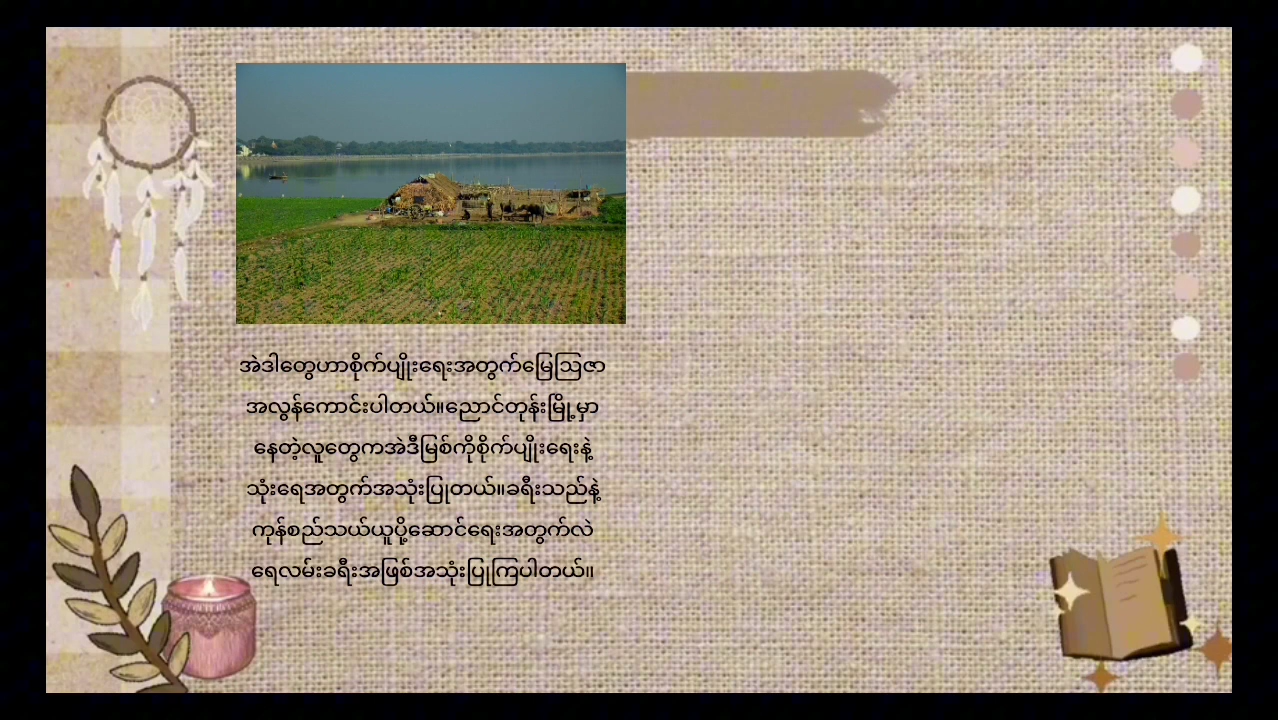 အဲဒါတွေဟာစိုက်ပျိုးရေးအတွက်မြေဩဇာ
အလွန်ကောင်းပါတယ်။ညောင်တုန်းမြို့မှာ
နေတဲ့လူတွေကအဲဒီမြစ်ကိုစိုက်ပျိုးရေးနဲ့
သုံးရေအတွက်အသုံးပြုတယ်။ခရီးသည်နဲ့
ကုန်စည်သယ်ယူပို့ဆောင်ရေးအတွက်လဲ
ရေလမ်းခရီးအဖြစ်အသုံးပြုကြပါတယ်။